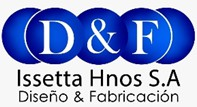 D&F
Issetta Hnos S.A
Diseño & Fabricación